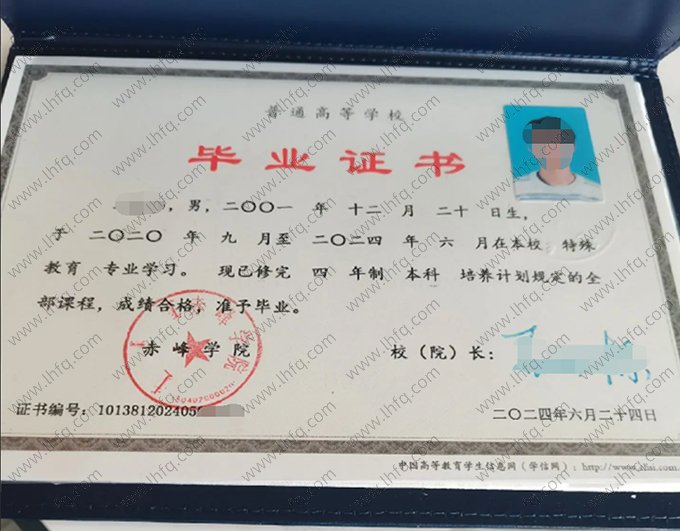 普通高等学校
毕业证书
，男，二〇〇一 年 十二 月 二十 日生，
于 二〇二〇 年 九 月至 二〇二四 年 六 月在本校 特殊
教育 专业学习。 现已修完 四 年制 本科 培养计划规定的全
部课程，成绩合格，准予毕业。
赤峰学院
校（院）长：
证书编号：1013812024059
二〇二四年六月二十四日
中国高等教育学生信息网（学信网）：http://www.
www.lhfq.com